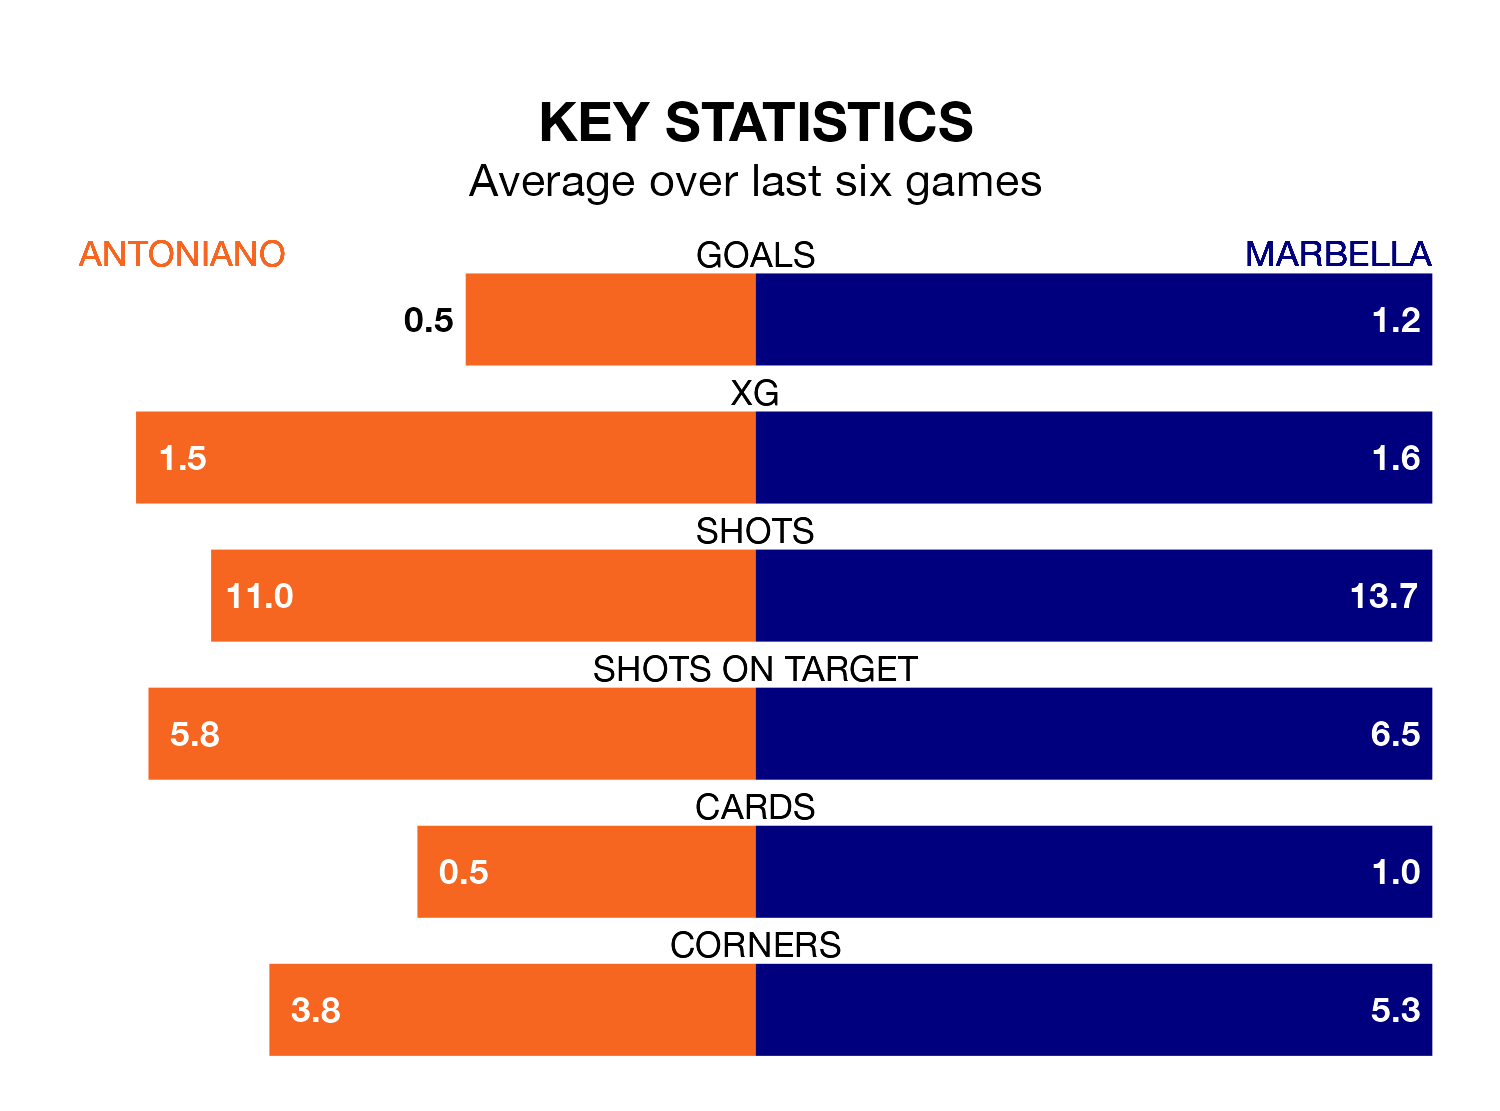 KEY STATISTICS
Average over last six games
ANTONIANO GOALS MARBELLA
0.5 1.2
XG
1.5 1.6
SHOTS
11.0 13.7
SHOTS ON TARGET
5.8 6.5
CARDS
0.5 1.0
CORNERS
3.8 5.3